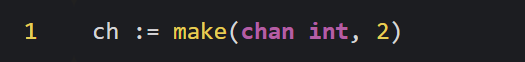 1 ch := make(chan int, 2)